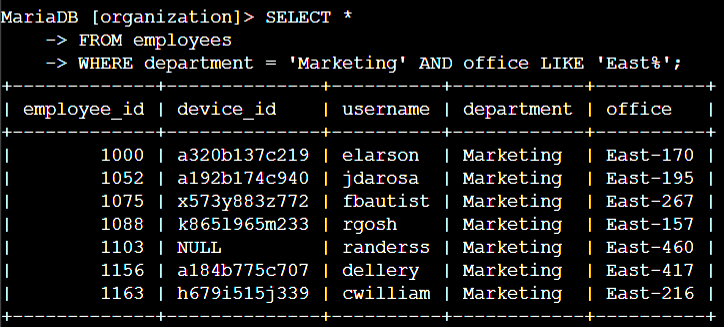 MariaDB [organization]> SELECT *
    -> FROM employees
    -> WHERE department = 'Marketing' AND office LIKE 'East%';
+-------------+--------------+----------+------------+----------+
| employee_id | device_id    | username | department | office   |
+-------------+--------------+----------+------------+----------+
|        1000 | a320b137c219 | elarson  | Marketing  | East-170 |
|        1052 | a192b174c940 | jdarosa  | Marketing  | East-195 |
|        1075 | x573y883z772 | fbautist | Marketing  | East-267 |
|        1088 | k865l965m233 | rgosh    | Marketing  | East-157 |
|        1103 | NULL         | randerss | Marketing  | East-460 |
|        1156 | a184b775c707 | dellery  | Marketing  | East-417 |
|        1163 | h679i515j339 | cwilliam | Marketing  | East-216 |
+-------------+--------------+----------+------------+----------+